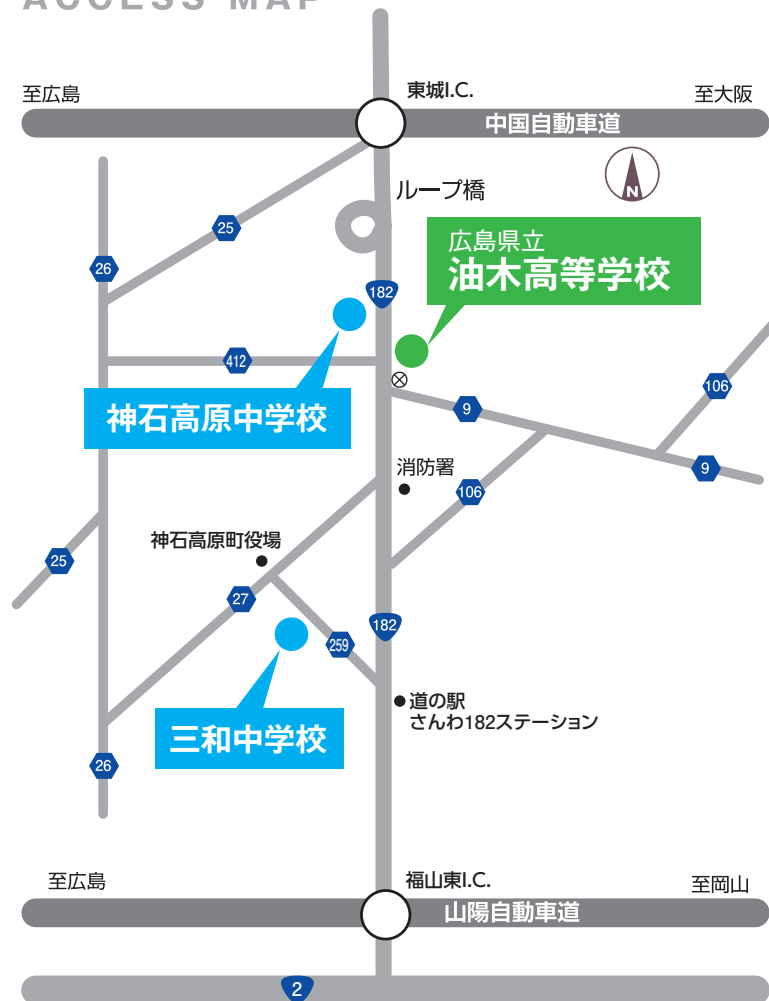 ACCESS MAP
東城I.C.
至広島
至大阪
中国自動車道
ループ橋
N
25
広島県立
油木高等学校
26
182
412
106
神石高原中学校
9
消防署
9
106
神石高原町役場
25
27
182
259
道の駅
さんわ182ステーション
三和中学校
26
至広島
福山東I.C.
至岡山
山陽自動車道
2